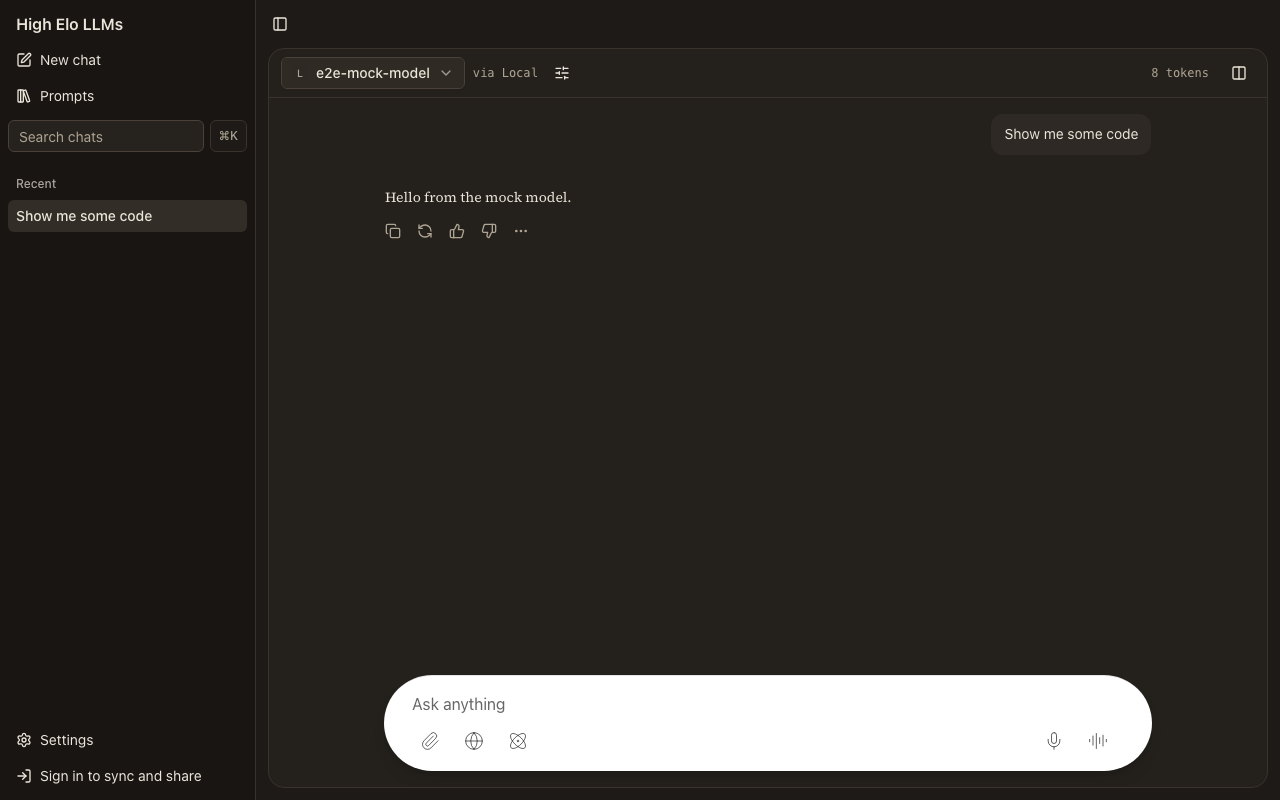 High Elo LLMs
New chat
Prompts
Search chats
⌘K
Recent
Show me some code
Settings
Sign in to sync and share
L
e2e-mock-model
via Local
8 tokens
Show me some code
Hello from the mock model.
Ask anything